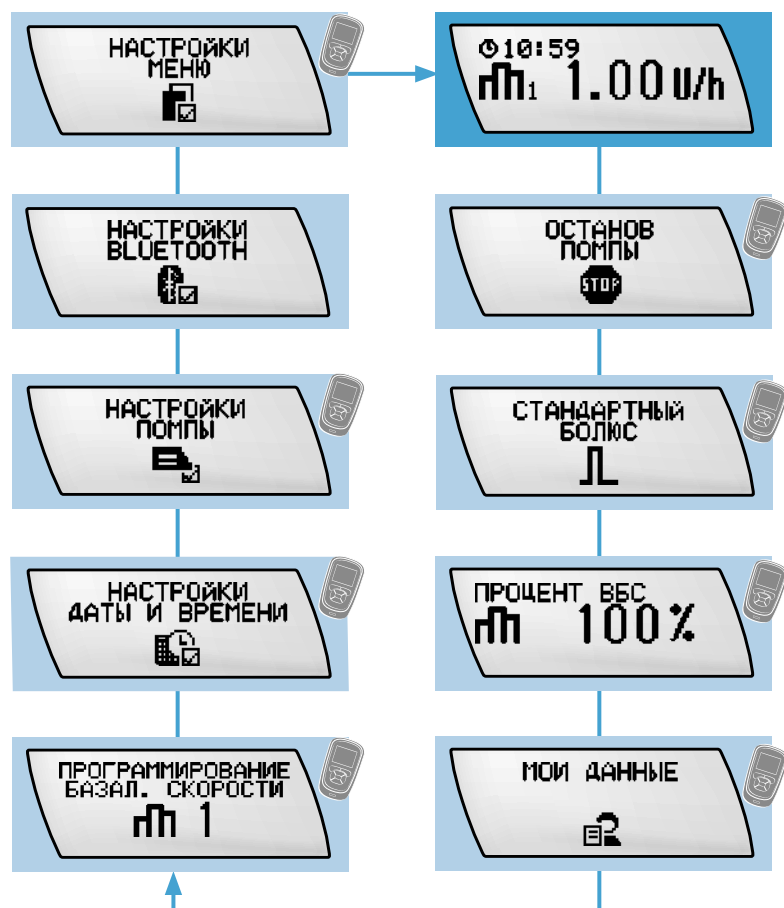 НАСТРОЙКИ
МЕНЮ
10:59
1 1.00 U/h
НАСТРОЙКИ
BLUETOOTH
ОСТАНОВ
ПОМПЫ
STOP
НАСТРОЙКИ
ПОМПЫ
СТАНДАРТНЫЙ
БОЛЮС
НАСТРОЙКИ
ДАТЫ И ВРЕМЕНИ
ПРОЦЕНТ ВБС
100%
ПРОГРАММИРОВАНИЕ
БАЗАЛ. СКОРОСТИ
1
МОИ ДАННЫЕ